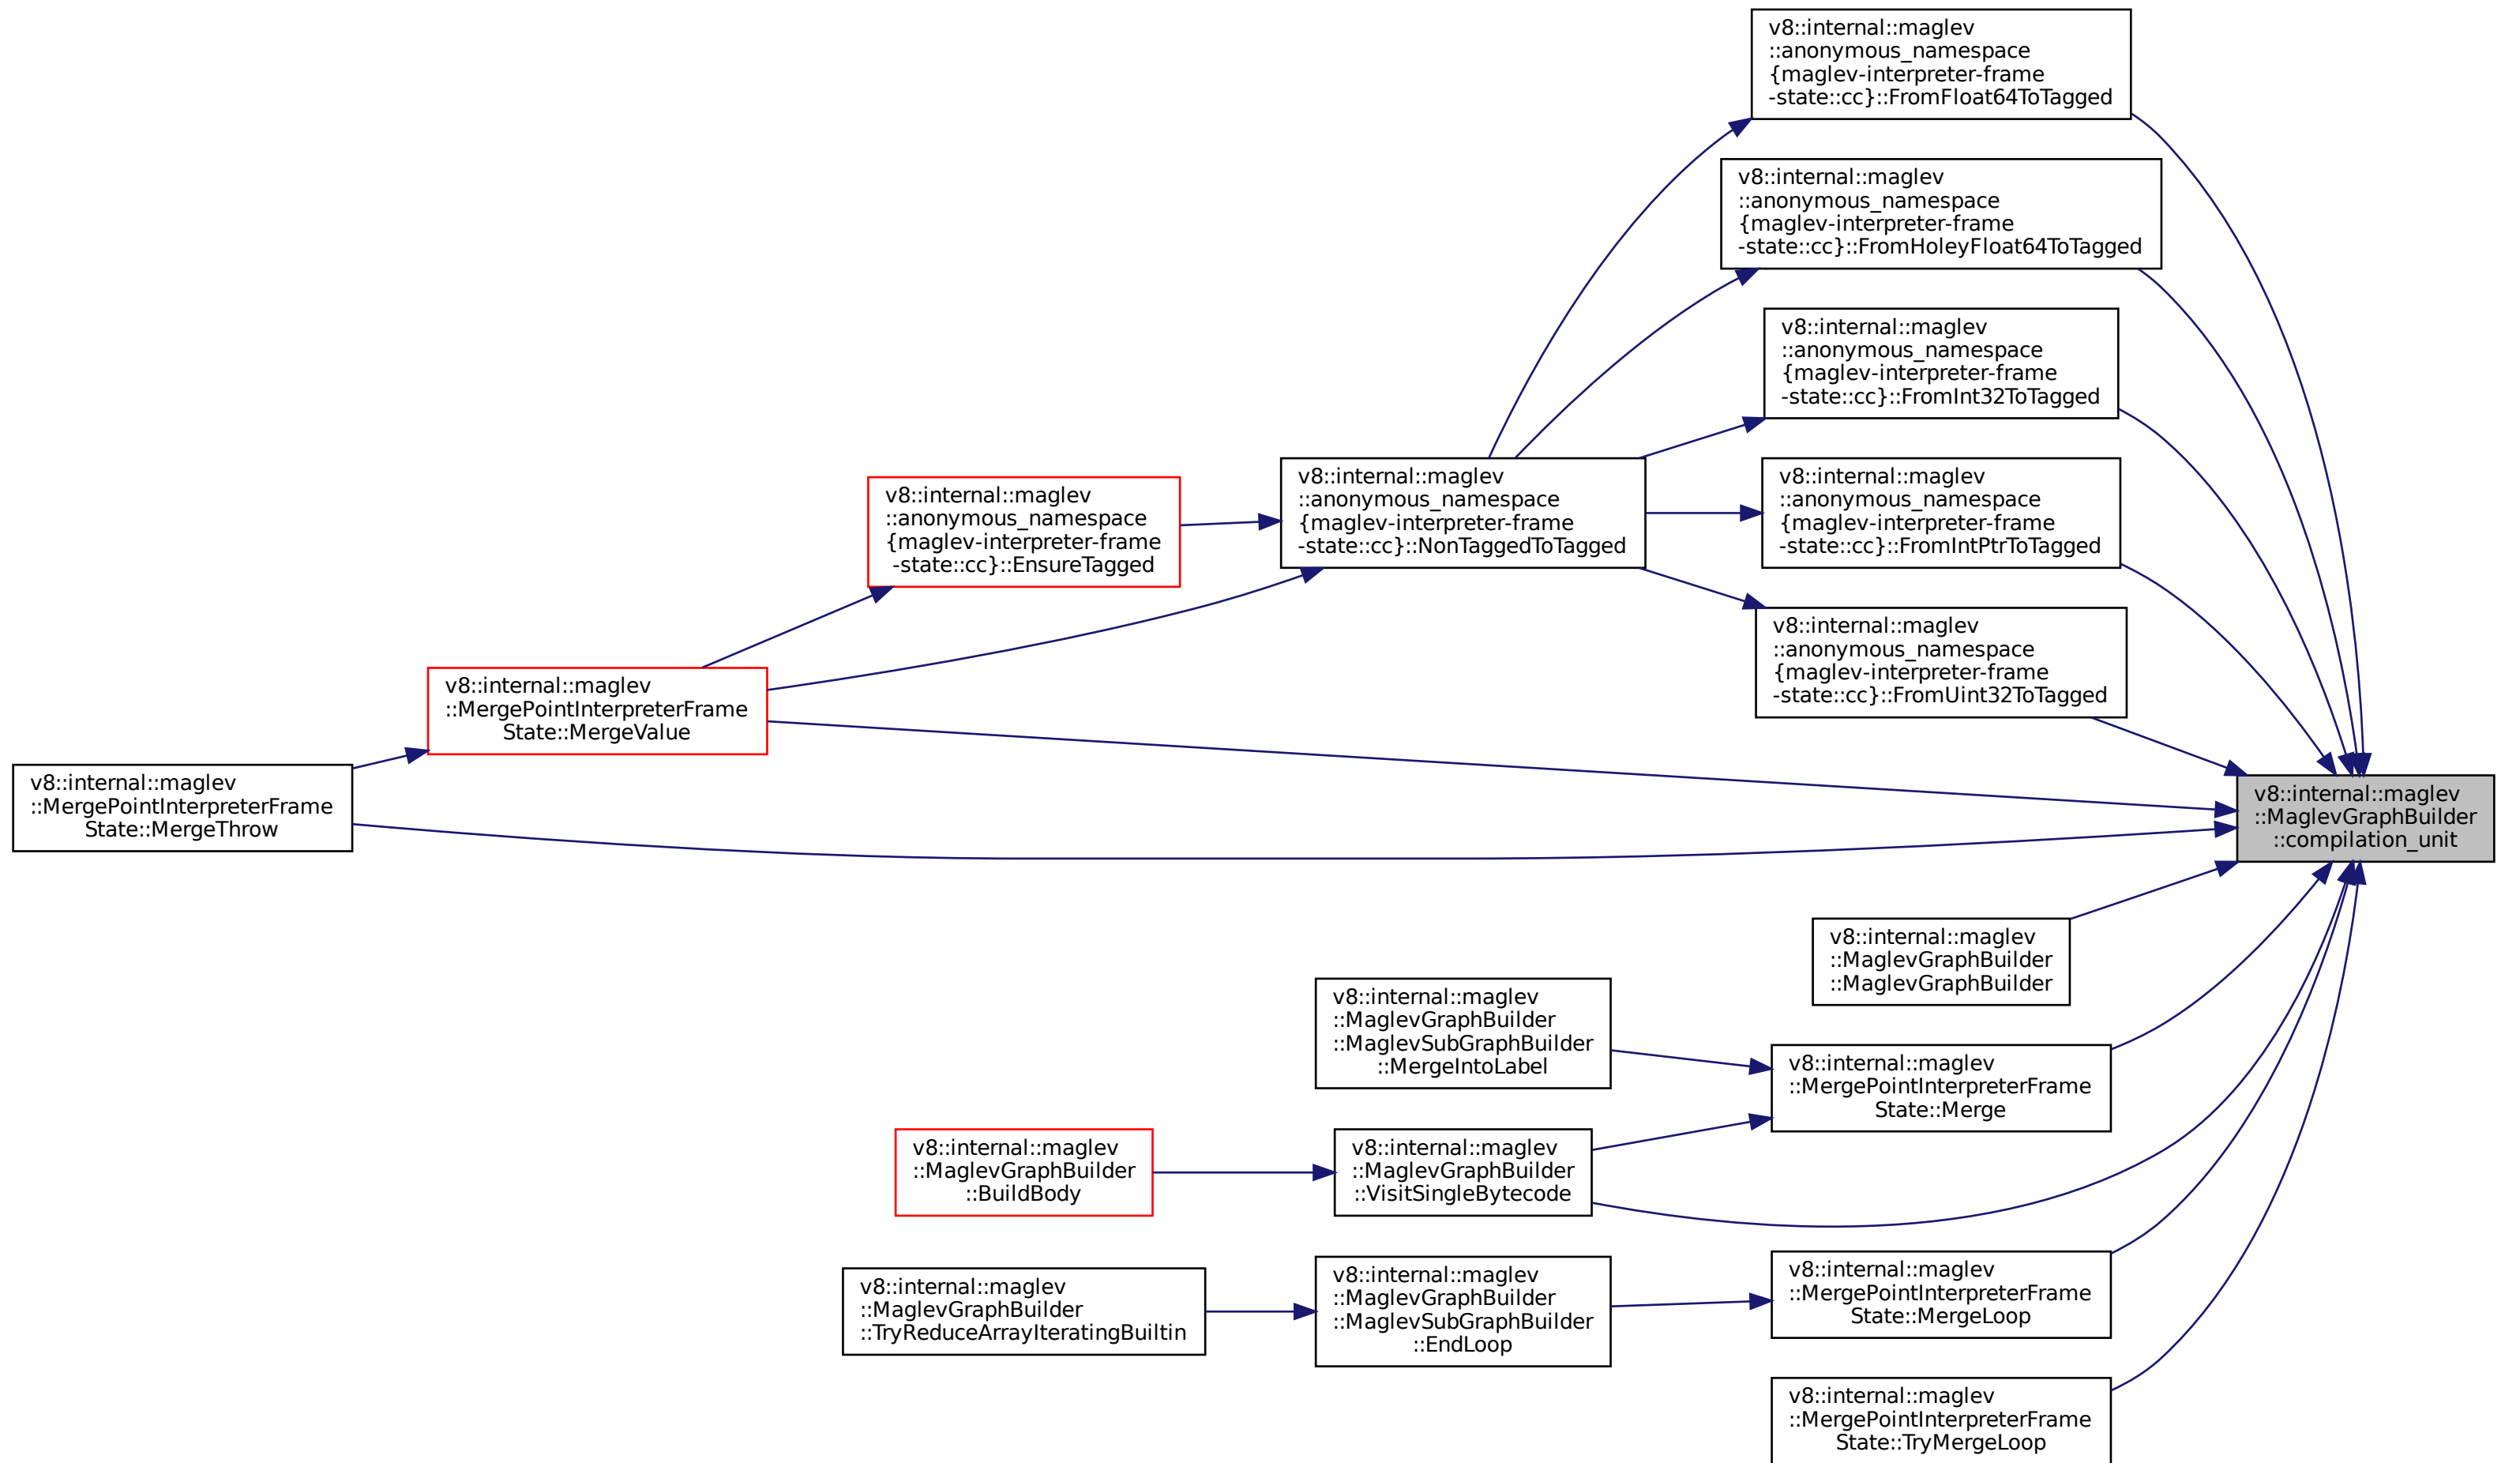 v8::internal::maglev
::anonymous_namespace
{maglev-interpreter-frame
-state::cc}::FromFloat64ToTagged
v8::internal::maglev
::anonymous_namespace
{maglev-interpreter-frame
-state::cc}::FromHoleyFloat64ToTagged
v8::internal::maglev
::anonymous_namespace
{maglev-interpreter-frame
-state::cc}::FromInt32ToTagged
v8::internal::maglev
::anonymous_namespace
{maglev-interpreter-frame
-state::cc}::FromIntPtrToTagged
v8::internal::maglev
::anonymous_namespace
{maglev-interpreter-frame
-state::cc}::NonTaggedToTagged
v8::internal::maglev
::anonymous_namespace
{maglev-interpreter-frame
-state::cc}::EnsureTagged
v8::internal::maglev
::anonymous_namespace
{maglev-interpreter-frame
-state::cc}::FromUint32ToTagged
v8::internal::maglev
::MergePointInterpreterFrame
State::MergeValue
v8::internal::maglev
::MergePointInterpreterFrame
State::MergeThrow
v8::internal::maglev
::MaglevGraphBuilder
::compilation_unit
v8::internal::maglev
::MaglevGraphBuilder
::MaglevGraphBuilder
v8::internal::maglev
::MaglevGraphBuilder
::MaglevSubGraphBuilder
::MergeIntoLabel
v8::internal::maglev
::MergePointInterpreterFrame
State::Merge
v8::internal::maglev
::MaglevGraphBuilder
::BuildBody
v8::internal::maglev
::MaglevGraphBuilder
::VisitSingleBytecode
v8::internal::maglev
::MaglevGraphBuilder
::TryReduceArrayIteratingBuiltin
v8::internal::maglev
::MaglevGraphBuilder
::MaglevSubGraphBuilder
::EndLoop
v8::internal::maglev
::MergePointInterpreterFrame
State::MergeLoop
v8::internal::maglev
::MergePointInterpreterFrame
State::TryMergeLoop